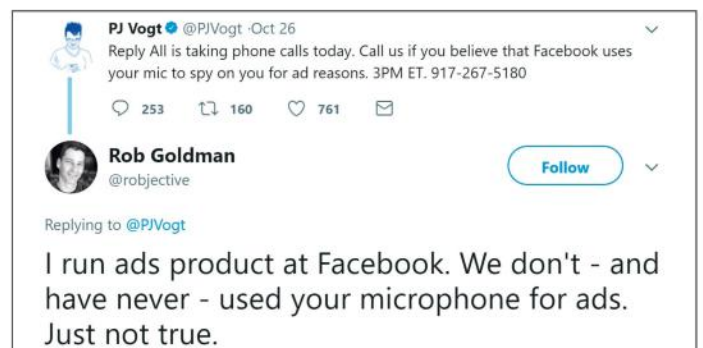 PJ Vogt @PJVogt ·Oct 26
Reply All is taking phone calls today. Call us if you believe that Facebook uses
your mic to spy on you for ad reasons. 3PM ET. 917-267-5180
253 160 761
Rob Goldman
@robjective
Follow
Replying to @PJVogt
I run ads product at Facebook. We don't - and
have never - used your microphone for ads.
Just not true.